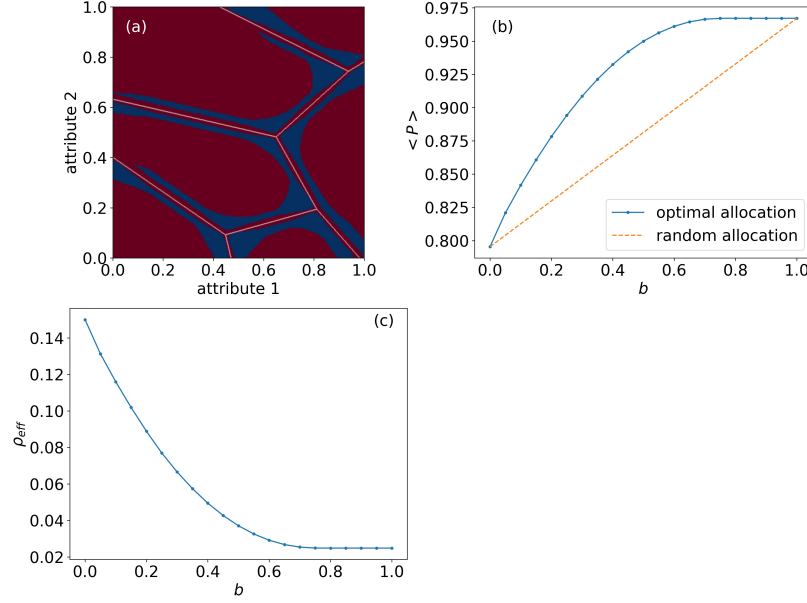 (a)
1.0
0.8
0.6
0.4
0.2
0.0
attribute 2
0.0 0.2 0.4 0.6 0.8 1.0
attribute 1
(b)
0.975
0.950
0.925
0.900
0.875
0.850
0.825
0.800
< P >
optimal allocation
random allocation
0.0 0.2 0.4 0.6 0.8 1.0
b
(c)
0.14
0.12
0.10
0.08
0.06
0.04
0.02
ρeff
0.0 0.2 0.4 0.6 0.8 1.0
b